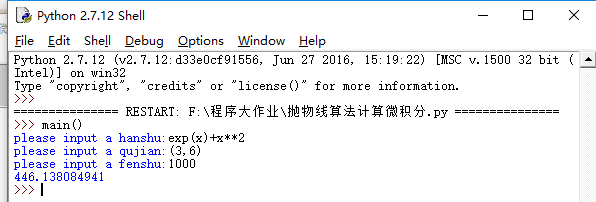 Python 2.7.12 Shell
File Edit Shell Debug Options Window Help
Python 2.7.12 (v2.7.12:d33e0cf91556, Jun 27 2016, 15:19:22) [MSC v.1500 32 bit (
Intel)] on win32
Type "copyright", "credits" or "license()" for more information.
>>>
=============== RESTART: F:\程序大作业\抛物线算法计算微积分.py ===============
>>> main()
please input a hanshu:exp(x)+x**2
please input a qujian:(3,6)
please input a fenshu:1000
446.138084941
>>>